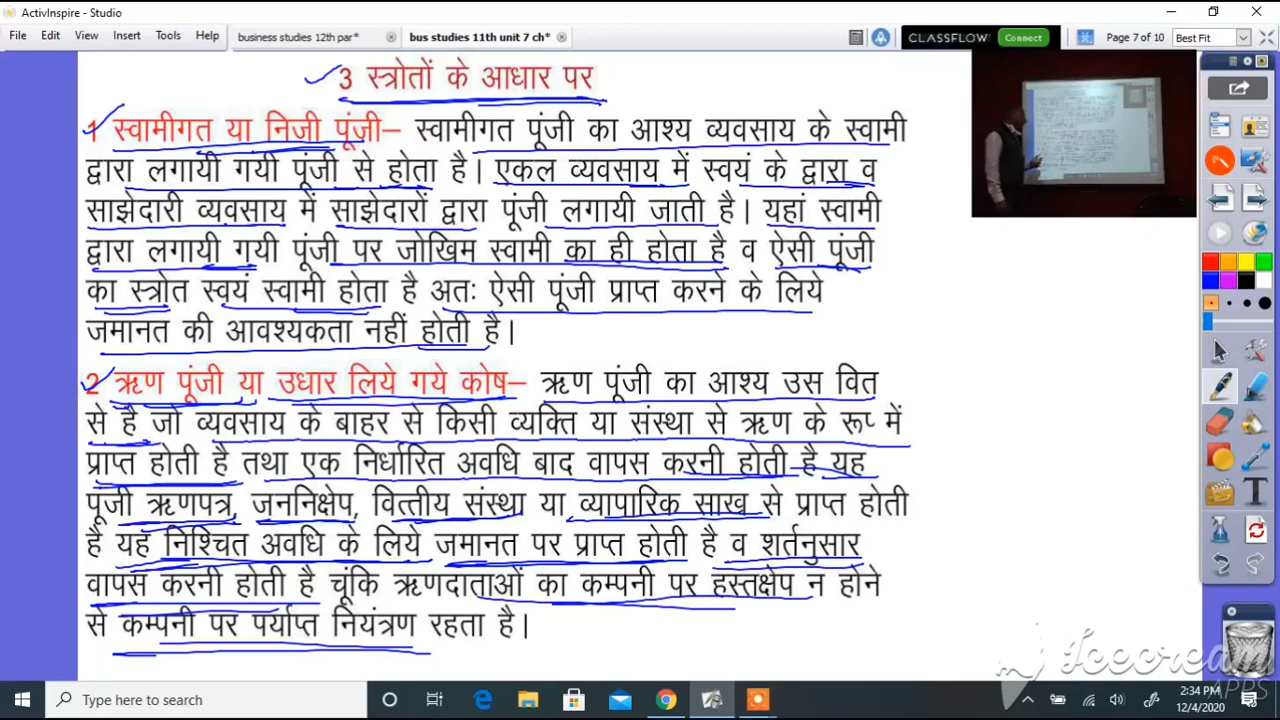 ActivInspire - Studio
File Edit View Insert Tools Help
business studies 12th par*
bus studies 11th unit 7 ch*
CLASSFLOW Connect
Page 7 of 10
Best Fit
3 स्त्रोतों के आधार पर
1 स्वामीगत या निजी पूंजी– स्वामीगत पूंजी का आश्य व्यवसाय के स्वामी
द्वारा लगायी गयी पूंजी से होता है। एकल व्यवसाय में स्वयं के द्वारा व
साझेदारी व्यवसाय में साझेदारों द्वारा पूंजी लगायी जाती है। यहां स्वामी
द्वारा लगायी गयी पूंजी पर जोखिम स्वामी का ही होता है व ऐसी पूंजी
का स्त्रोत स्वयं स्वामी होता है अतः ऐसी पूंजी प्राप्त करने के लिये
जमानत की आवश्यकता नहीं होती है।
2 ऋण पूंजी या उधार लिये गये कोष– ऋण पूंजी का आश्य उस वित
से है जो व्यवसाय के बाहर से किसी व्यक्ति या संस्था से ऋण के रूप में
प्राप्त होती है तथा एक निर्धारित अवधि बाद वापस करनी होती है यह
पूंजी ऋणपत्र, जननिक्षेप, वित्तीय संस्था या व्यापारिक साख से प्राप्त होती
है यह निश्चित अवधि के लिये जमानत पर प्राप्त होती है व शर्तनुसार
वापस करनी होती है चूंकि ऋणदाताओं का कम्पनी पर हस्तक्षेप न होने
से कम्पनी पर पर्याप्त नियंत्रण रहता है।
Icecream
APPS
Type here to search
2:34 PM
12/4/2020